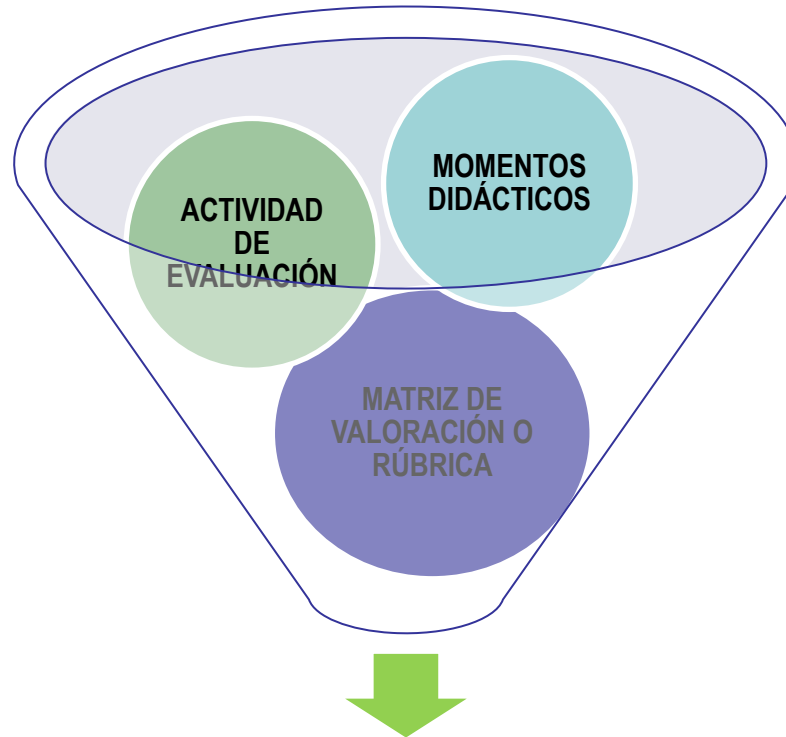 MOMENTOS
DIDÁCTICOS
ACTIVIDAD
DE
EVALUACIÓN
MATRIZ DE
VALORACIÓN O
RÚBRICA